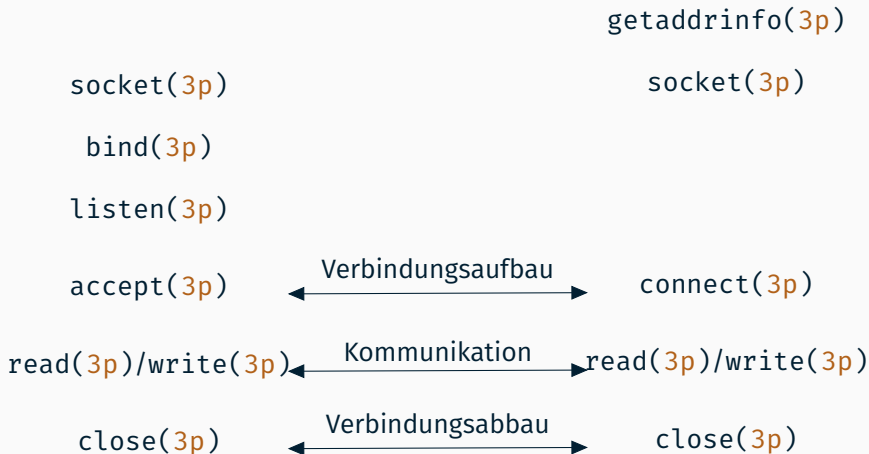 getaddrinfo(3p)
socket(3p)
socket(3p)
bind(3p)
listen(3p)
accept(3p)
Verbindungsaufbau
connect(3p)
read(3p)/write(3p)
Kommunikation
read(3p)/write(3p)
close(3p)
Verbindungsabbau
close(3p)